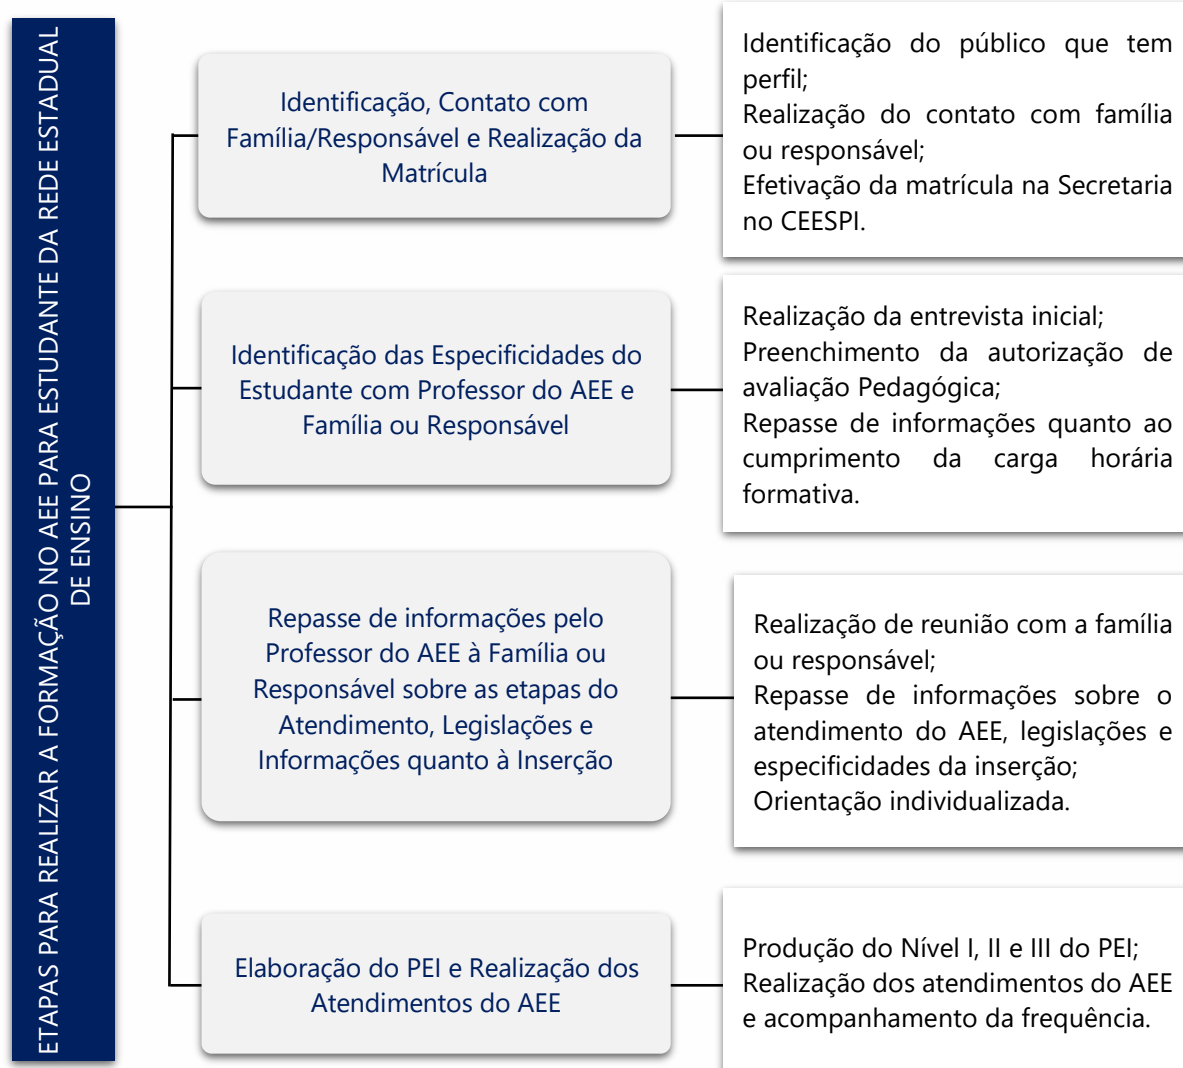 ETAPAS PARA REALIZAR A FORMAÇÃO NO AEE PARA ESTUDANTE DA REDE ESTADUAL
DE ENSINO
Identificação, Contato com
Família/Responsável e Realização da
Matrícula
Identificação do público que tem
perfil;
Realização do contato com família
ou responsável;
Efetivação da matrícula na Secretaria
no CEESPI.
Identificação das Especificidades do
Estudante com Professor do AEE e
Família ou Responsável
Realização da entrevista inicial;
Preenchimento da autorização de
avaliação Pedagógica;
Repasse de informações quanto ao
cumprimento da carga horária
formativa.
Repasse de informações pelo
Professor do AEE à Família ou
Responsável sobre as etapas do
Atendimento, Legislações e
Informações quanto à Inserção
Realização de reunião com a família
ou responsável;
Repasse de informações sobre o
atendimento do AEE, legislações e
especificidades da inserção;
Orientação individualizada.
Elaboração do PEI e Realização dos
Atendimentos do AEE
Produção do Nível I, II e III do PEI;
Realização dos atendimentos do AEE
e acompanhamento da frequência.